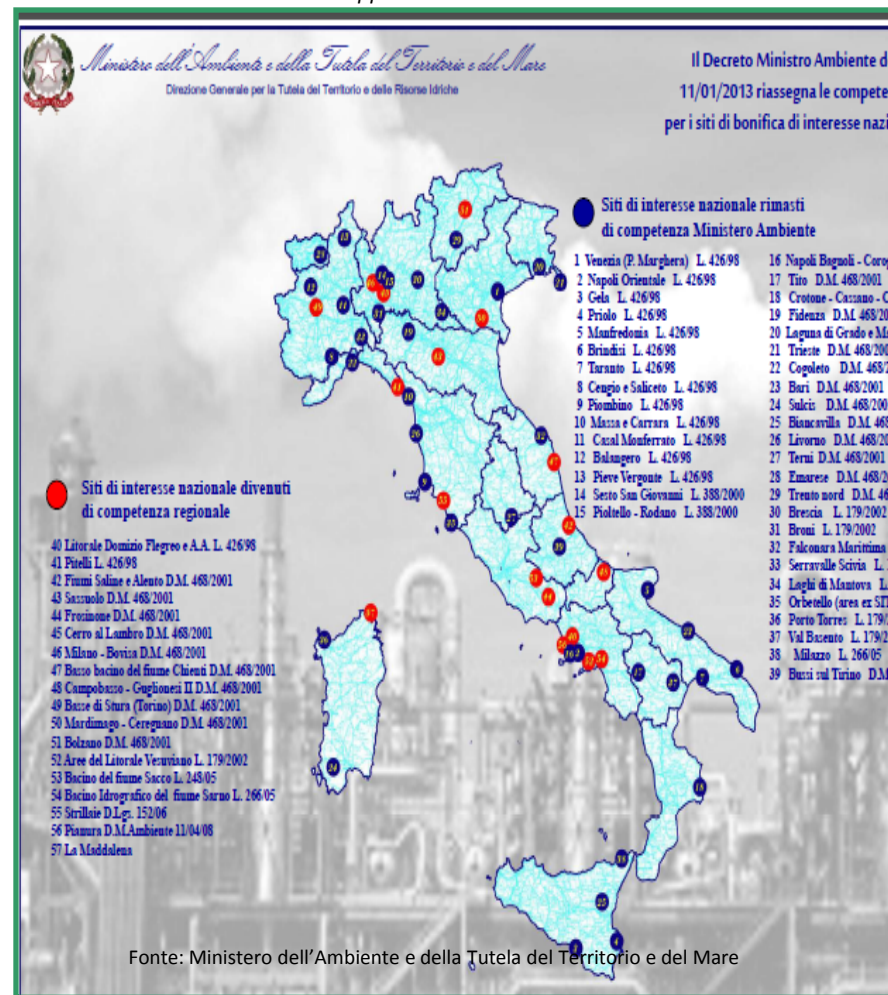 Ministero dell'Ambiente e della Tutela del Territorio e del Mare
Direzione Generale per la Tutela del Territorio e delle Risorse Idriche
Il Decreto Ministro Ambiente d
11/01/2013 riassegna le compete
per i siti di bonifica di interesse nazi
Siti di interesse nazionale rimasti
di competenza Ministero Ambiente
1 Venezia (P. Marghera) L. 426/98
2 Napoli Orientale L. 426/98
3 Gela L. 426/98
4 Priolo L. 426/98
5 Manfredonia L. 426/98
6 Brindisi L. 426/98
7 Taranto L. 426/98
8 Cengio e Saliceto L. 426/98
9 Piombino L. 426/98
10 Massa e Carrara L. 426/98
11 Casal Monferrato L. 426/98
12 Balangero L. 426/98
13 Pieve Vergonte L. 426/98
14 Sesto San Giovanni L. 388/2000
15 Pioltello - Rodano L. 388/2000
16 Napoli Bagnoli - Coro
17 Tito D.M. 468/2001
18 Crotone - Cassano - C
19 Fidenza D.M. 468/20
20 Laguna di Grado e M
21 Trieste D.M. 468/200
22 Cogoleto D.M. 468/2
23 Bari D.M. 468/2001
24 Sulcis D.M. 468/200
25 Biancavilla D.M. 468
26 Livorno D.M. 468/20
27 Terni D.M. 468/2001
28 Emarese D.M. 468/2
29 Trento nord D.M. 46
30 Brescia L. 179/2002
31 Broni L. 179/2002
32 Falconara Marittima
33 Serravalle Scivia L.
34 Laghi di Mantova L.
35 Orbetello (area ex SIT
36 Porto Torres L. 179/
37 Val Basento L. 179/2
38 Milazzo L. 266/05
39 Bussi sul Tirino D.M
Siti di interesse nazionale divenuti
di competenza regionale
40 Litorale Domizio Flegreo e A.A. L. 426/98
41 Pitelli L. 426/98
42 Fiumi Saline e Alento D.M. 468/2001
43 Sassuolo D.M. 468/2001
44 Frosinone D.M. 468/2001
45 Cerro al Lambro D.M. 468/2001
46 Milano - Bovisa D.M. 468/2001
47 Basso bacino del fiume Chienti D.M. 468/2001
48 Campobasso - Guglionesi II D.M. 468/2001
49 Basse di Stura (Torino) D.M. 468/2001
50 Mardimago - Ceregnano D.M. 468/2001
51 Bolzano D.M. 468/2001
52 Aree del Litorale Vesuviano L. 179/2002
53 Bacino del fiume Sacco L. 248/05
54 Bacino Idrografico del fiume Sarno L. 266/05
55 Strillaie D.Lgs. 152/06
56 Pianura D.M.Ambiente 11/04/08
57 La Maddalena
Fonte: Ministero dell'Ambiente e della Tutela del Territorio e del Mare